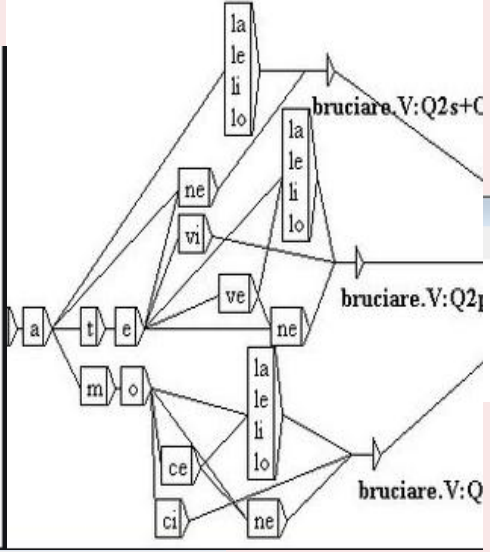 la
le
li
lo
bruciare.V:Q2s+C
la
le
li
lo
ne
vi
ve
bruciare.V:Q2p
a
t
e
ne
m
o
la
le
li
lo
ce
bruciare.V:Q
ci
ne